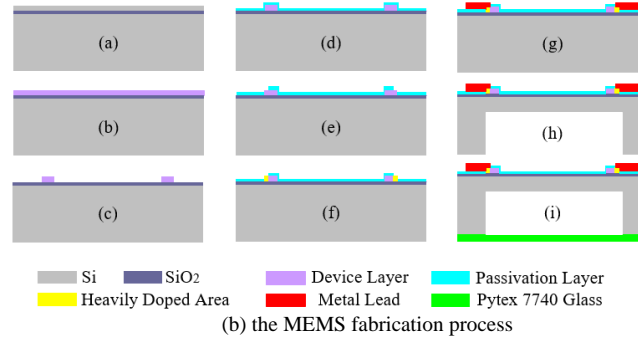 (a) (d) (g)
(b) (e) (h)
(c) (f) (i)
Si SiO2 Device Layer Passivation Layer
Heavily Doped Area Metal Lead Pytex 7740 Glass
(b) the MEMS fabrication process